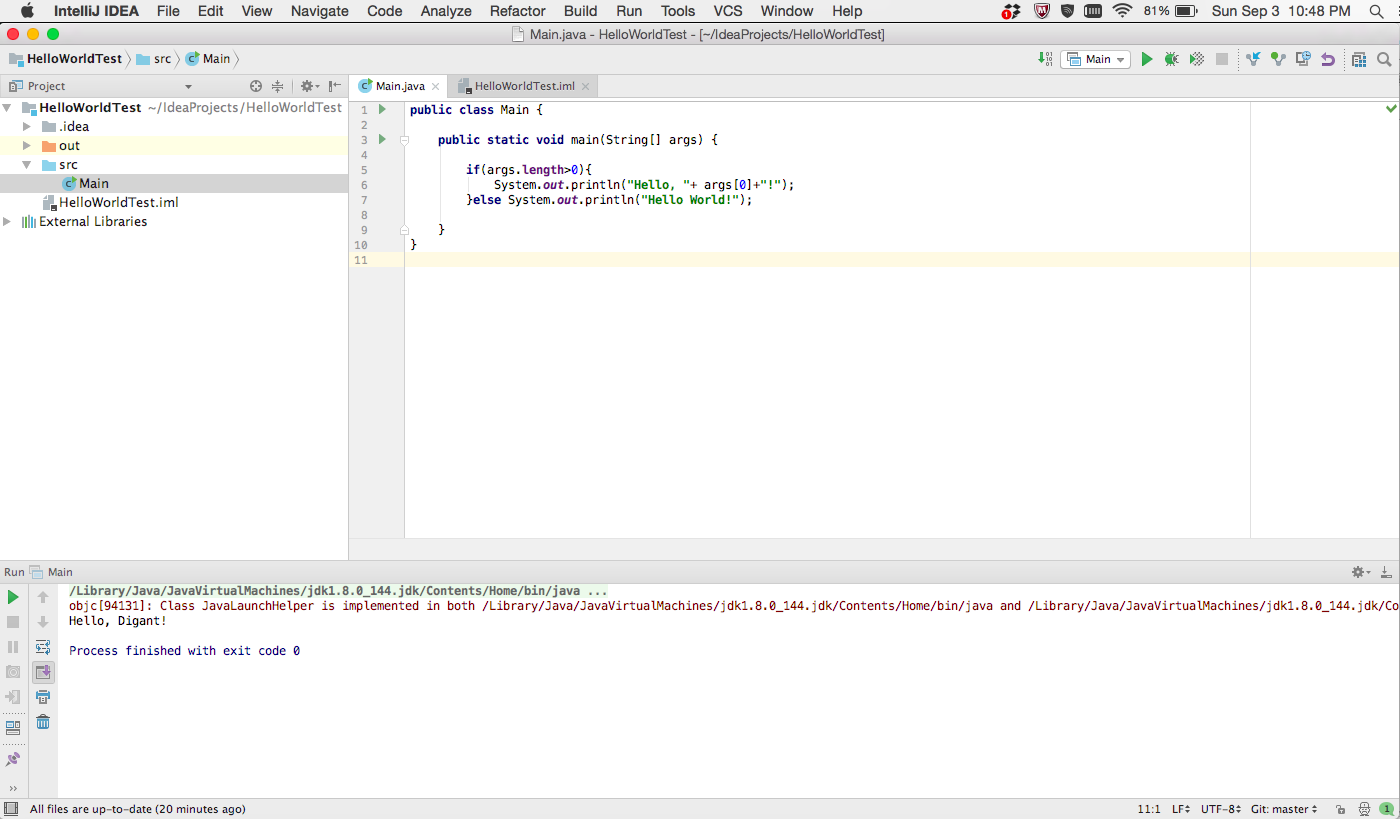 IntelliJ IDEA File Edit View Navigate Code Analyze Refactor Build Run Tools VCS Window Help 1 81% Sun Sep 3 10:48 PM
Main.java - HelloWorldTest - [~/IdeaProjects/HelloWorldTest]
HelloWorldTest src Main Main
Project
Main.java HelloWorldTest.iml
HelloWorldTest ~/IdeaProjects/HelloWorldTest
.idea
out
src
Main
HelloWorldTest.iml
External Libraries
1 public class Main {
2
3 public static void main(String[] args) {
4
5 if(args.length>0){
6 System.out.println("Hello, "+ args[0]+"!");
7 }else System.out.println("Hello World!");
8
9 }
10 }
11
Run Main
/Library/Java/JavaVirtualMachines/jdk1.8.0_144.jdk/Contents/Home/bin/java ...
objc[94131]: Class JavaLaunchHelper is implemented in both /Library/Java/JavaVirtualMachines/jdk1.8.0_144.jdk/Contents/Home/bin/java and /Library/Java/JavaVirtualMachines/jdk1.8.0_144.jdk/Co
Hello, Digant!
Process finished with exit code 0
All files are up-to-date (20 minutes ago) 11:1 LF UTF-8 Git: master 1